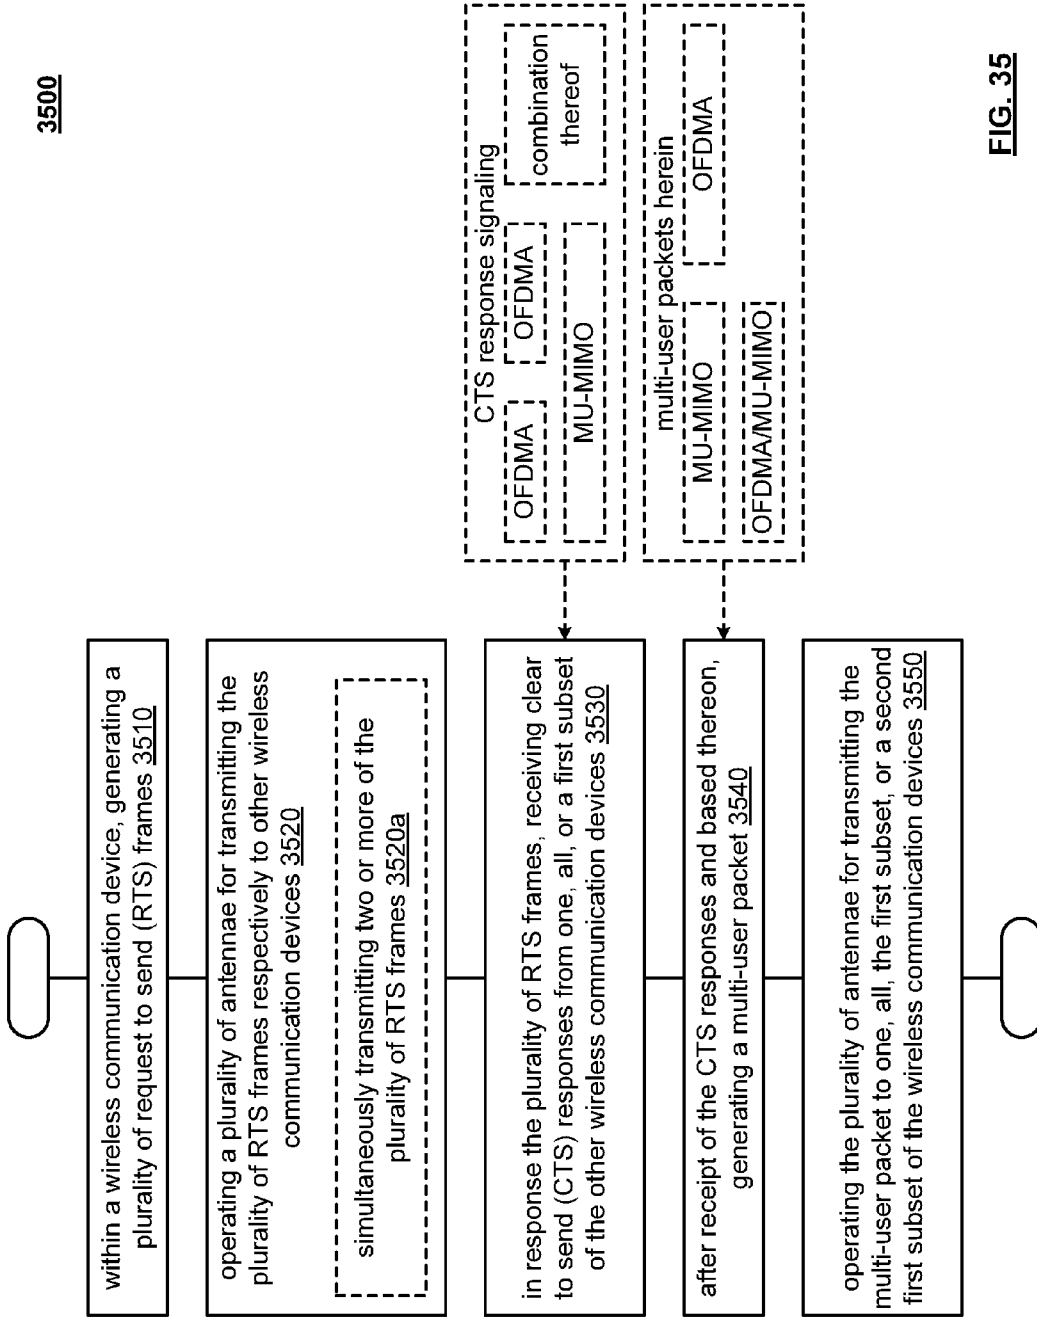 3500
within a wireless communication device, generating a
plurality of request to send (RTS) frames 3510
operating a plurality of antennae for transmitting the
plurality of RTS frames respectively to other wireless
communication devices 3520
simultaneously transmitting two or more of the
plurality of RTS frames 3520a
in response the plurality of RTS frames, receiving clear
to send (CTS) responses from one, all, or a first subset
of the other wireless communication devices 3530
CTS response signaling
OFDMA
OFDMA
combination
thereof
MU-MIMO
after receipt of the CTS responses and based thereon,
generating a multi-user packet 3540
multi-user packets herein
MU-MIMO
OFDMA
OFDMA/MU-MIMO
operating the plurality of antennae for transmitting the
multi-user packet to one, all, the first subset, or a second
first subset of the wireless communication devices 3550
FIG. 35